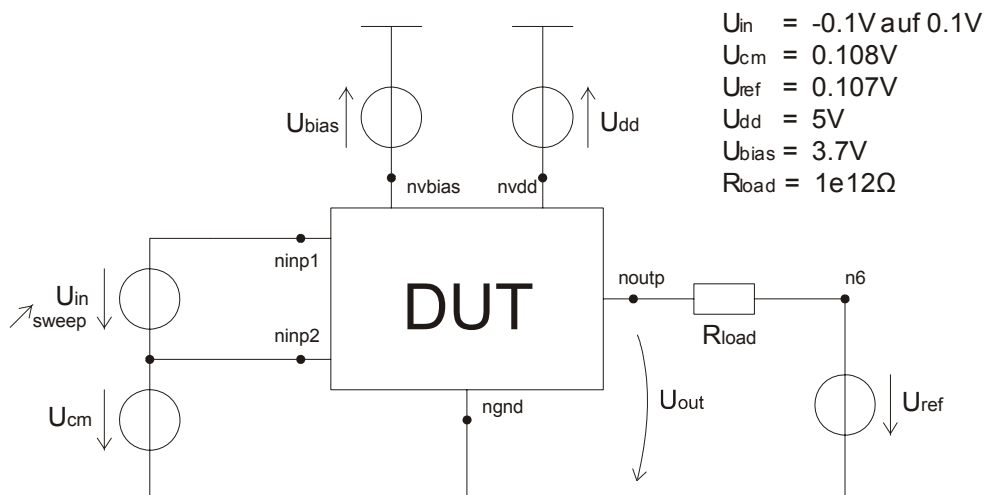 Uin = -0.1V auf 0.1V
Ucm = 0.108V
Uref = 0.107V
Udd = 5V
Ubias = 3.7V
Rload = 1e12Ω
Ubias
Udd
nvbias
nvdd
ninp1
noutp
n6
Uin
sweep
DUT
Rload
ninp2
Ucm
ngnd
Uout
Uref